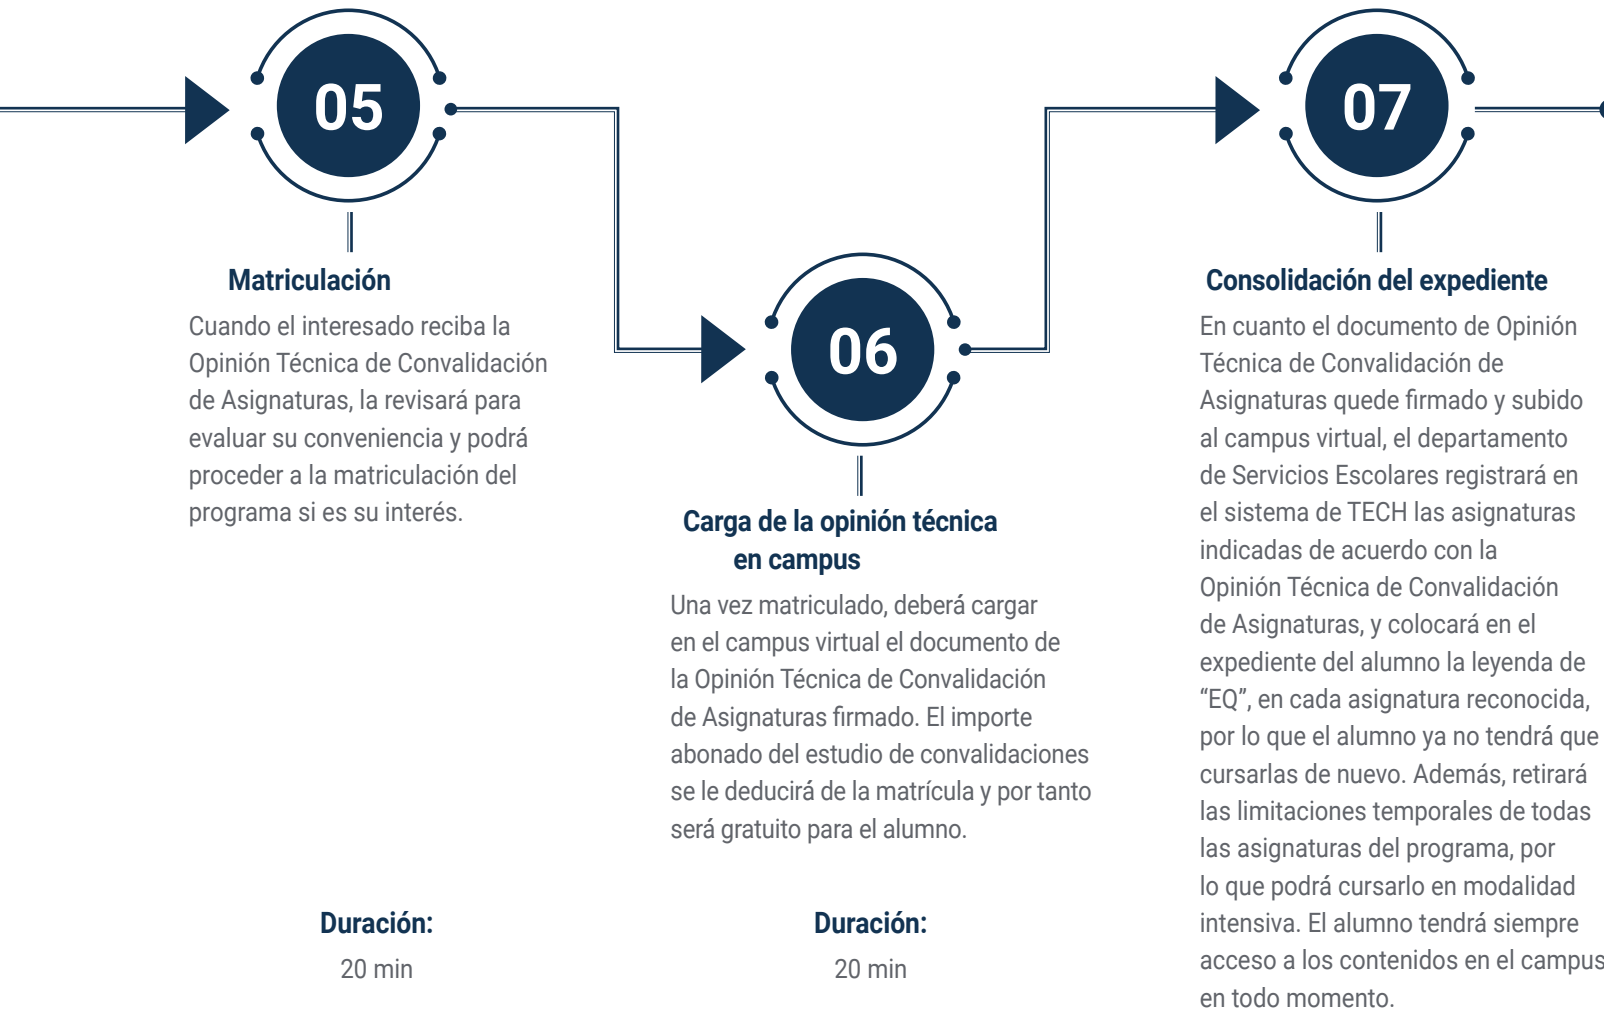 05
Matriculación
Cuando el interesado reciba la
Opinión Técnica de Convalidación
de Asignaturas, la revisará para
evaluar su conveniencia y podrá
proceder a la matriculación del
programa si es su interés.
Duración:
20 min
06
Carga de la opinión técnica
en campus
Una vez matriculado, deberá cargar
en el campus virtual el documento de
la Opinión Técnica de Convalidación
de Asignaturas firmado. El importe
abonado del estudio de convalidaciones
se le deducirá de la matrícula y por tanto
será gratuito para el alumno.
Duración:
20 min
07
Consolidación del expediente
En cuanto el documento de Opinión
Técnica de Convalidación de
Asignaturas quede firmado y subido
al campus virtual, el departamento
de Servicios Escolares registrará en
el sistema de TECH las asignaturas
indicadas de acuerdo con la
Opinión Técnica de Convalidación
de Asignaturas, y colocará en el
expediente del alumno la leyenda de
“EQ”, en cada asignatura reconocida,
por lo que el alumno ya no tendrá que
cursarlas de nuevo. Además, retirará
las limitaciones temporales de todas
las asignaturas del programa, por
lo que podrá cursarlo en modalidad
intensiva. El alumno tendrá siempre
acceso a los contenidos en el campus
en todo momento.